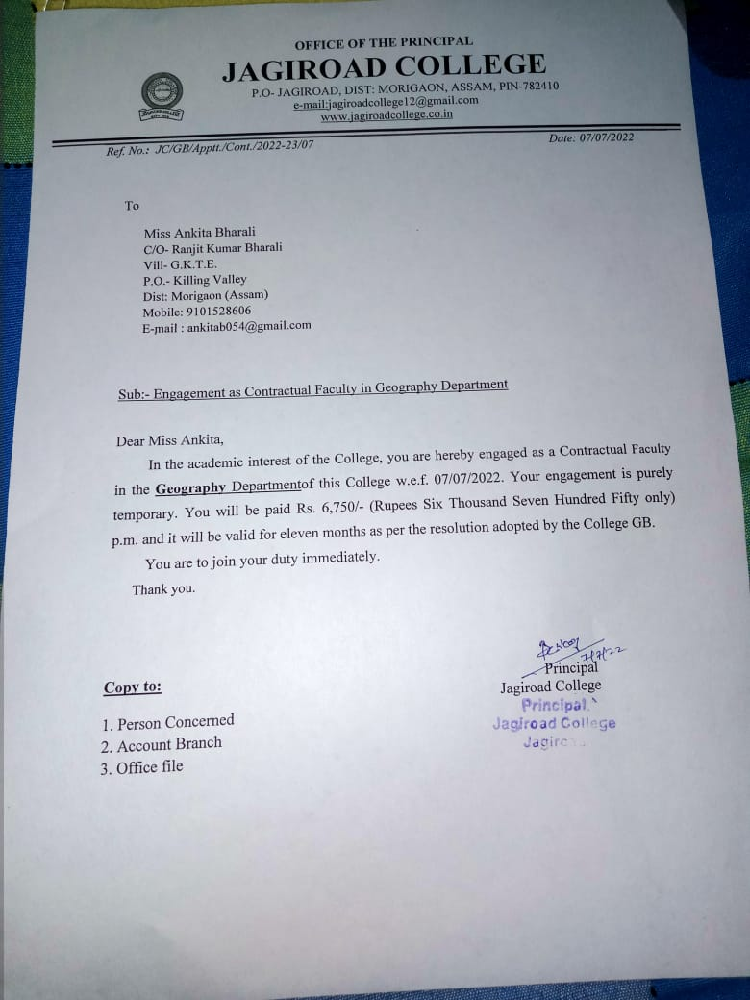 OFFICE OF THE PRINCIPAL
JAGIROAD COLLEGE
P.O- JAGIROAD, DIST: MORIGAON, ASSAM, PIN-782410
e-mail:jagiroadcollege12@gmail.com
www.jagiroadcollege.co.in
JAGIROAD COLLEGE
Ref. No.: JC/GB/Apptt./Cont./2022-23/07
Date: 07/07/2022
To
Miss Ankita Bharali
C/O- Ranjit Kumar Bharali
Vill- G.K.T.E.
P.O.- Killing Valley
Dist: Morigaon (Assam)
Mobile: 9101528606
E-mail : ankitab054@gmail.com
Sub:- Engagement as Contractual Faculty in Geography Department
Dear Miss Ankita,
In the academic interest of the College, you are hereby engaged as a Contractual Faculty
in the Geography Departmentof this College w.e.f. 07/07/2022. Your engagement is purely
temporary. You will be paid Rs. 6,750/- (Rupees Six Thousand Seven Hundred Fifty only)
p.m. and it will be valid for eleven months as per the resolution adopted by the College GB.
You are to join your duty immediately.
Thank you.
7/7/22
Principal
Jagiroad College
Principal
Jagiroad College
Copy to:
1. Person Concerned
2. Account Branch
3. Office file